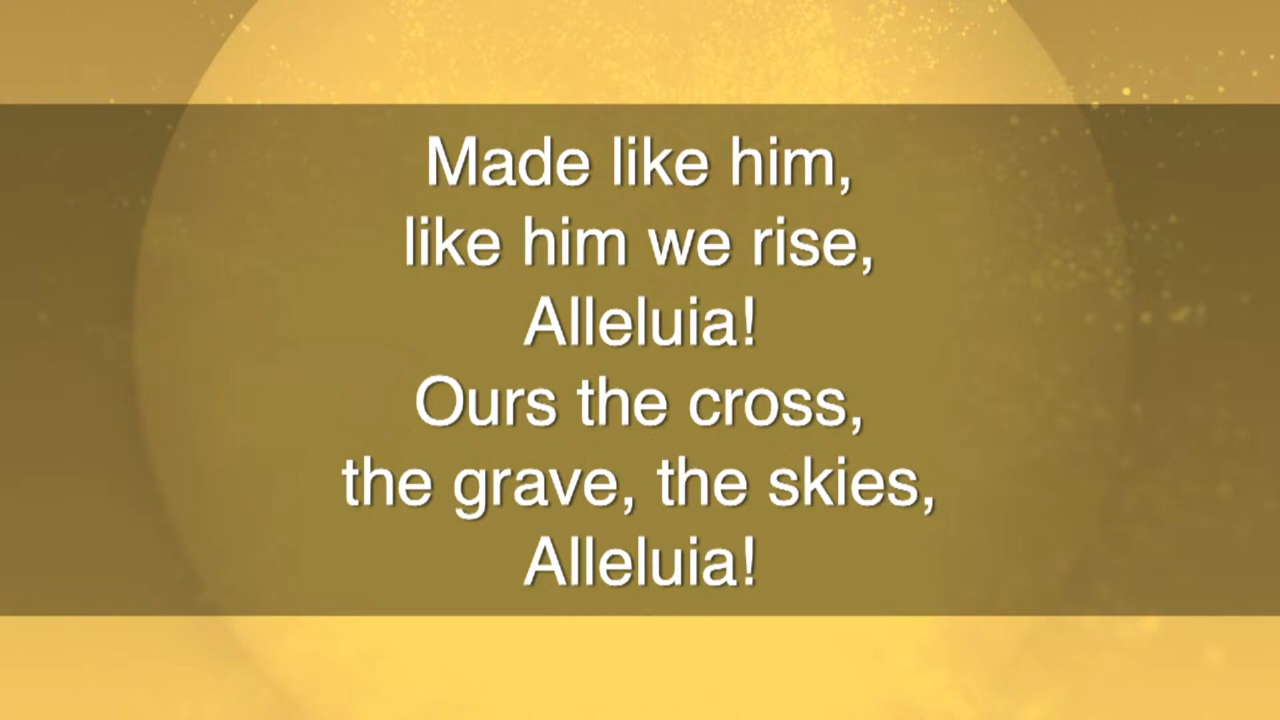 Made like him,
like him we rise,
Alleluia!
Ours the cross,
the grave, the skies,
Alleluia!